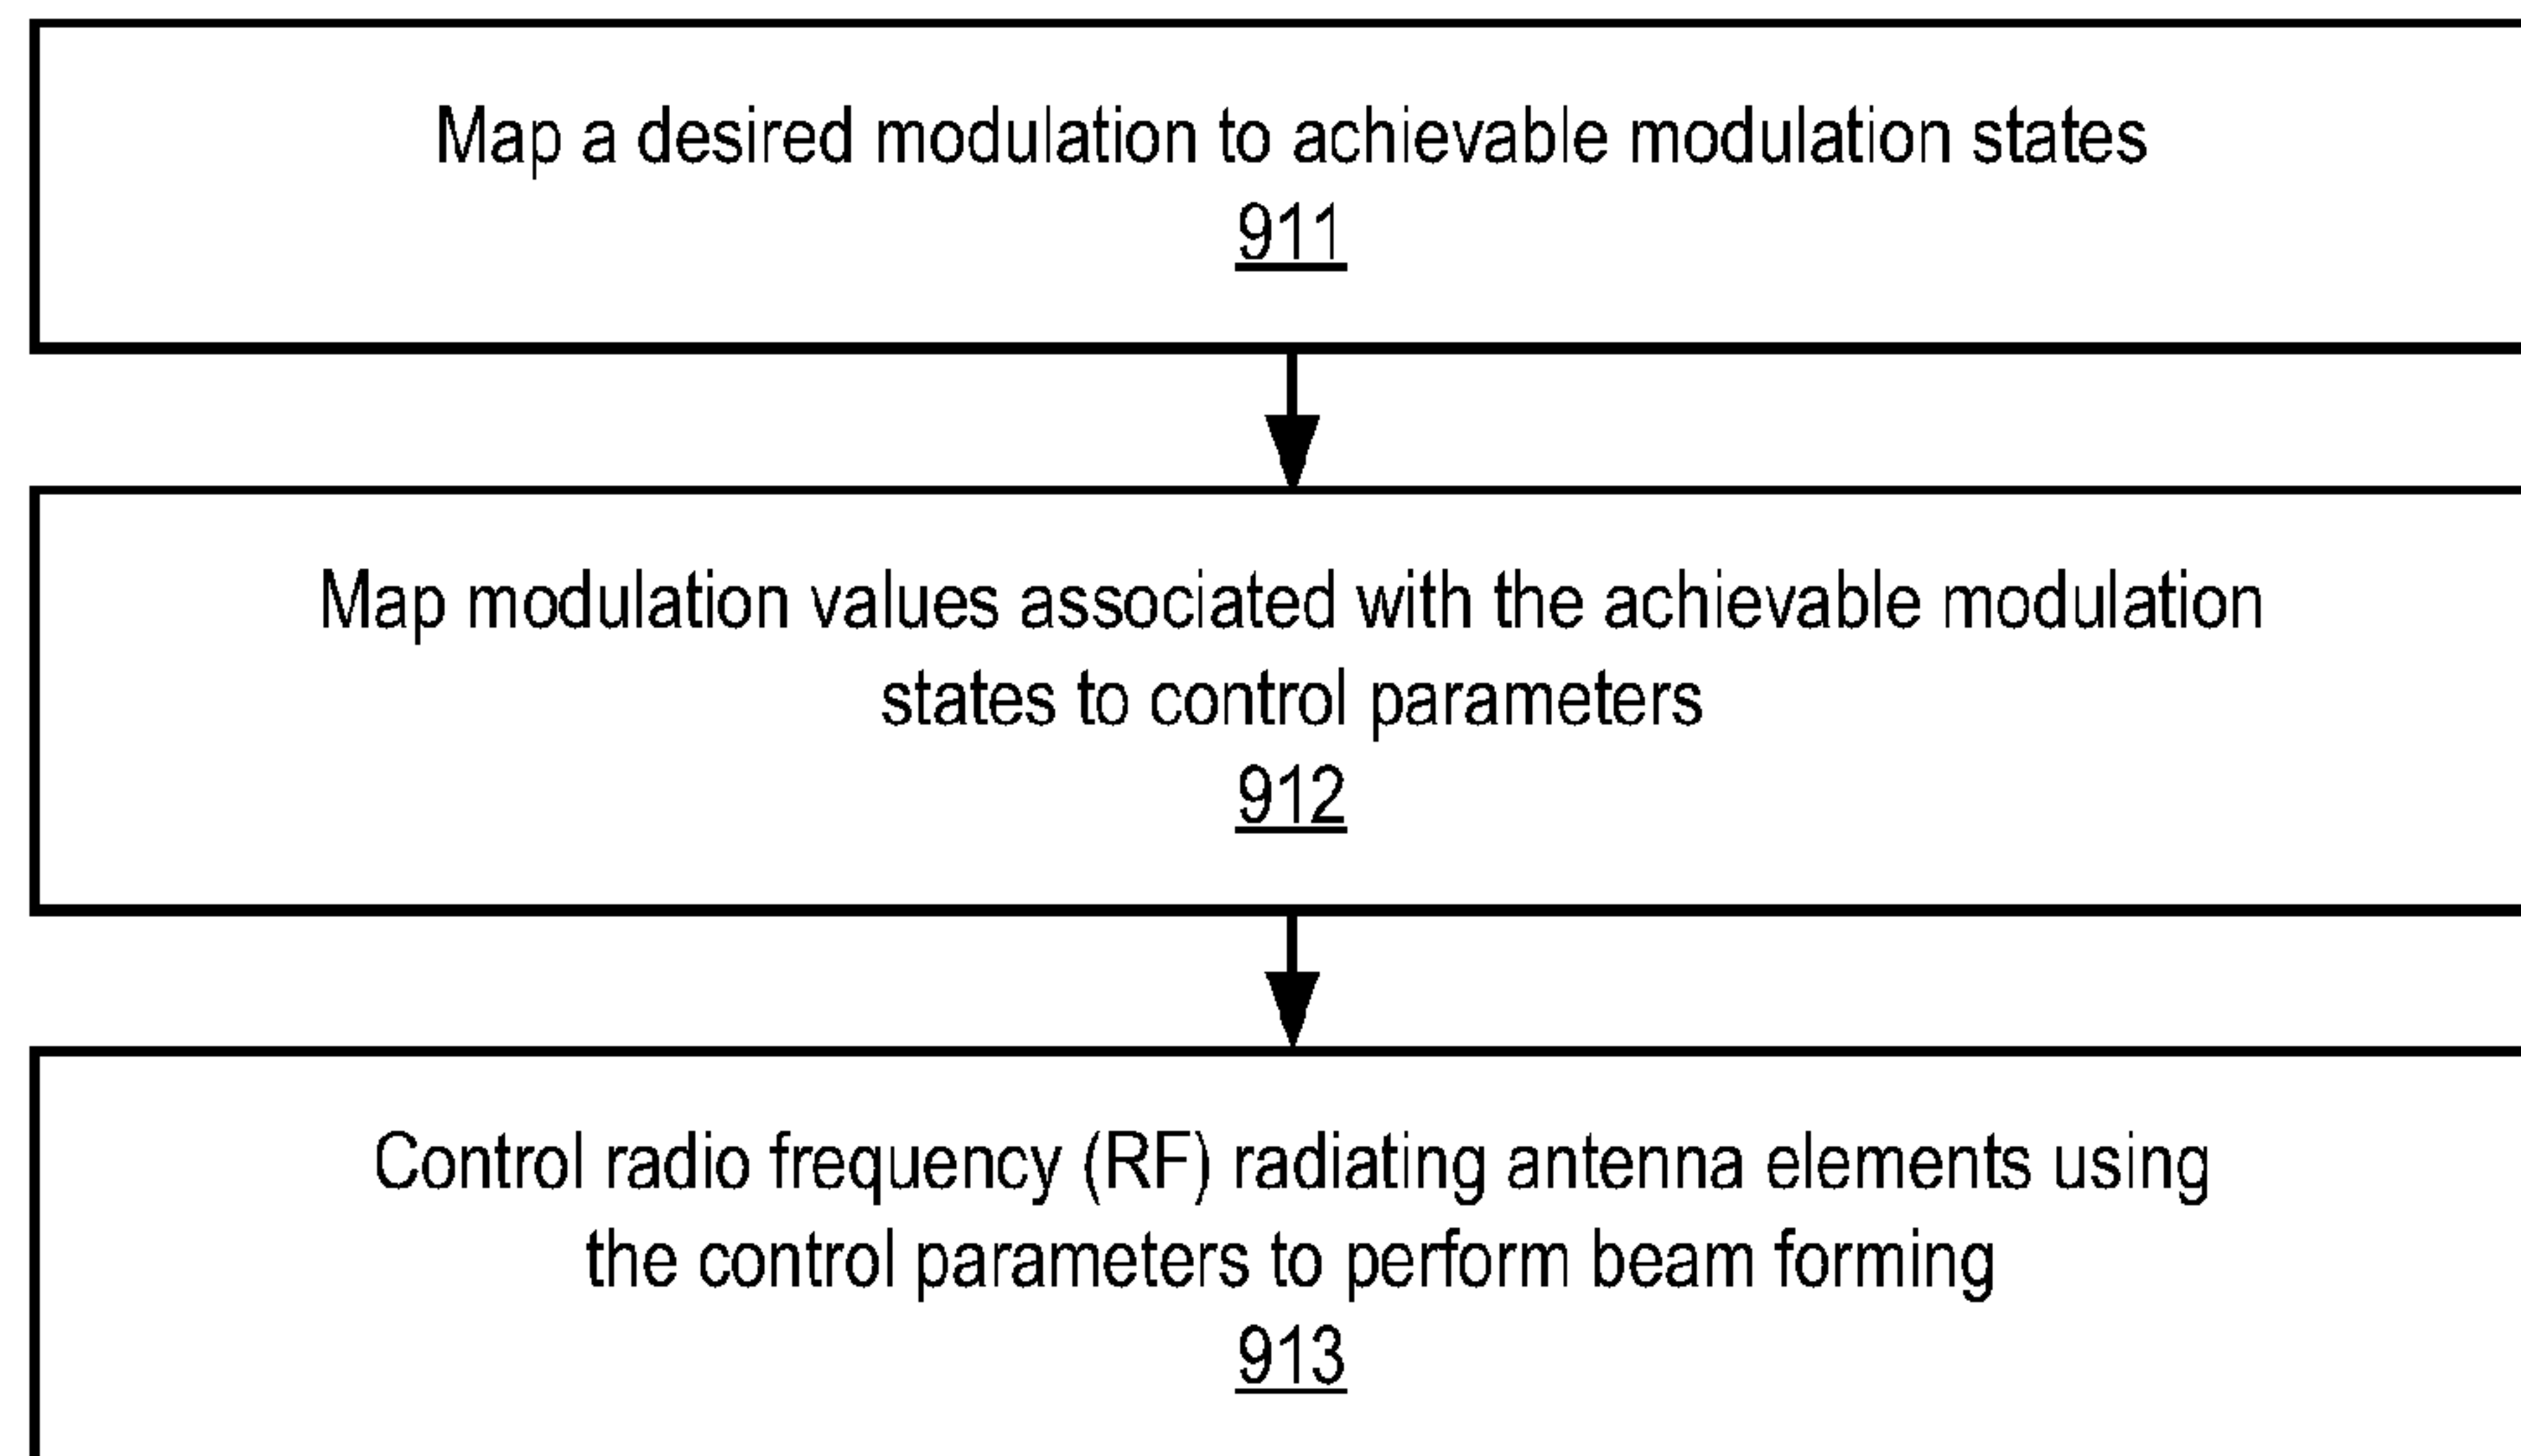 Map a desired modulation to achievable modulation states
911
Map modulation values associated with the achievable modulation
states to control parameters
912
Control radio frequency (RF) radiating antenna elements using
the control parameters to perform beam forming
913